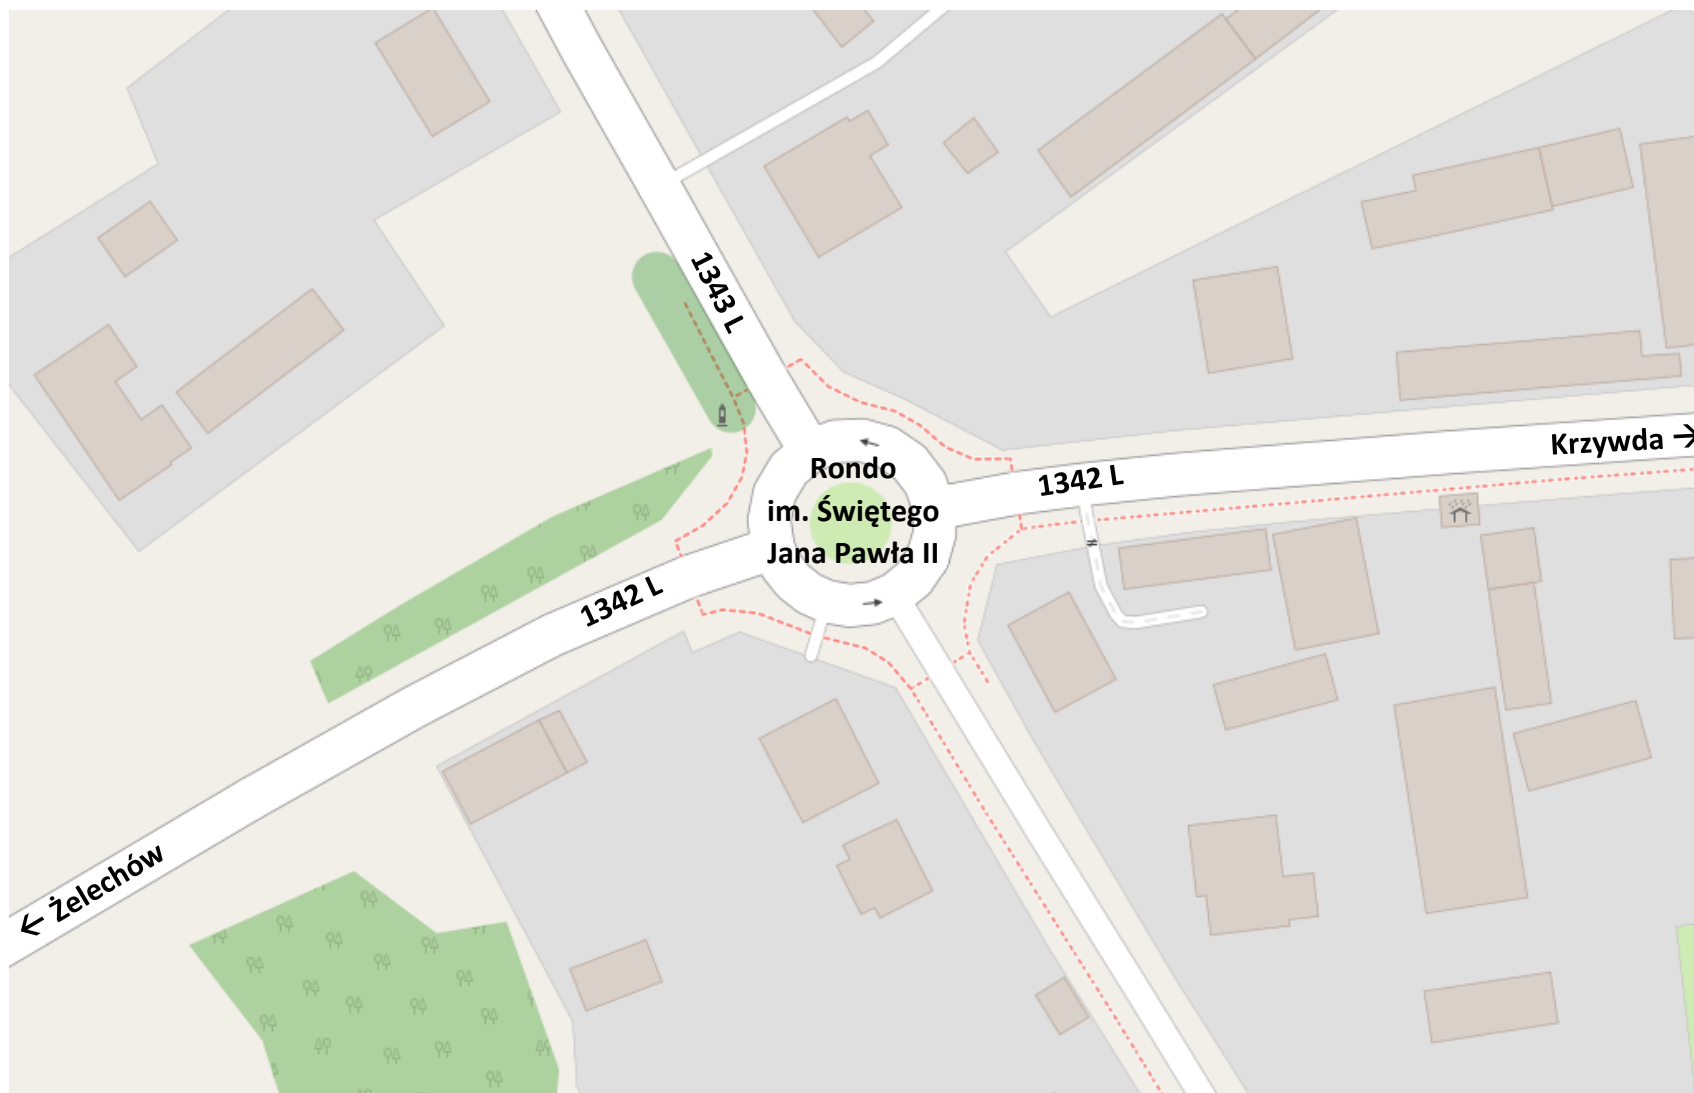 1343 L
Krzywda →
Rondo
im. Świętego
Jana Pawła II
1342 L
1342 L
← Żelechów